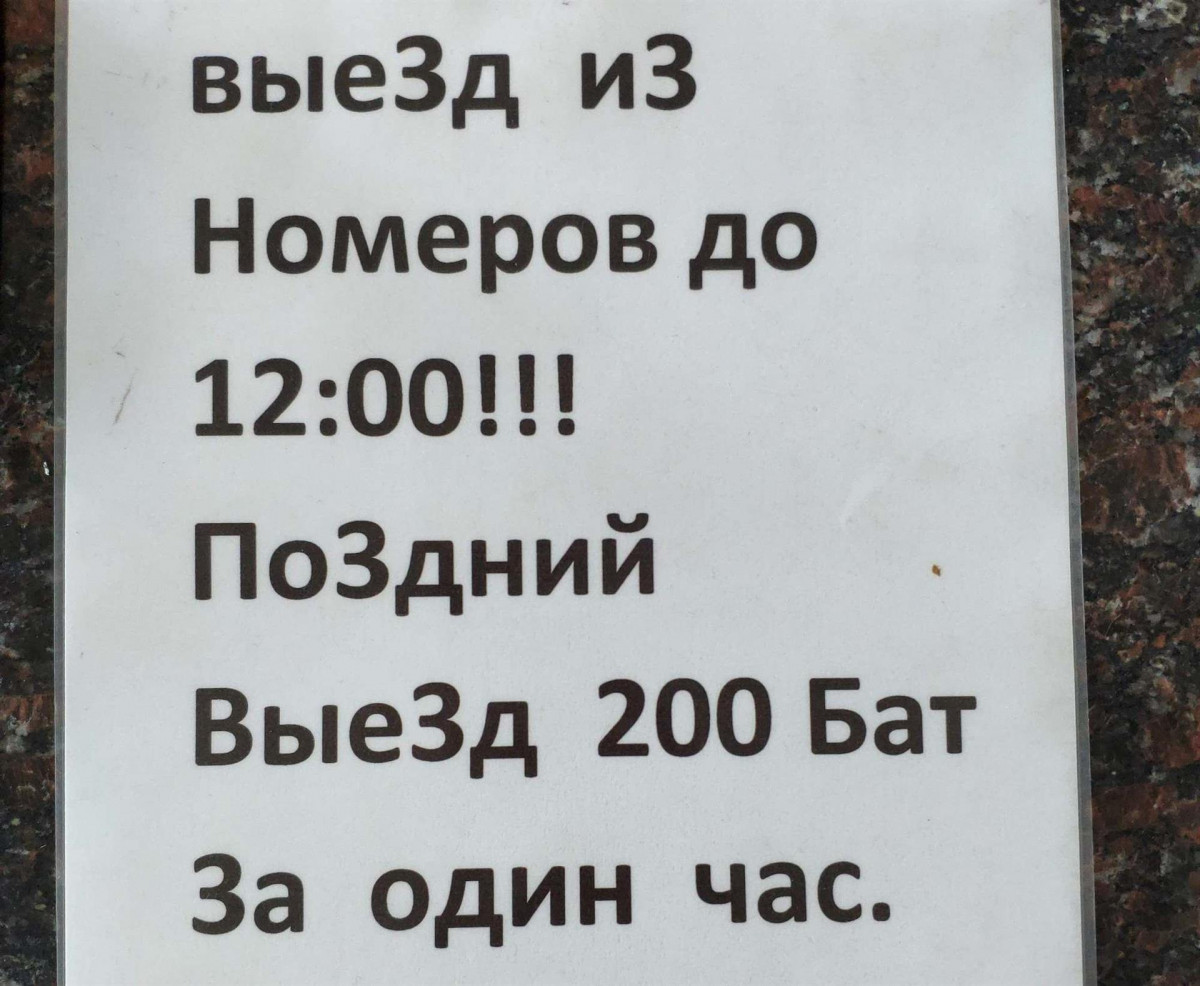 выеЗд иЗ
Номеров до
12:00!!!
ПоЗдний
ВыеЗд 200 Бат
За один час.